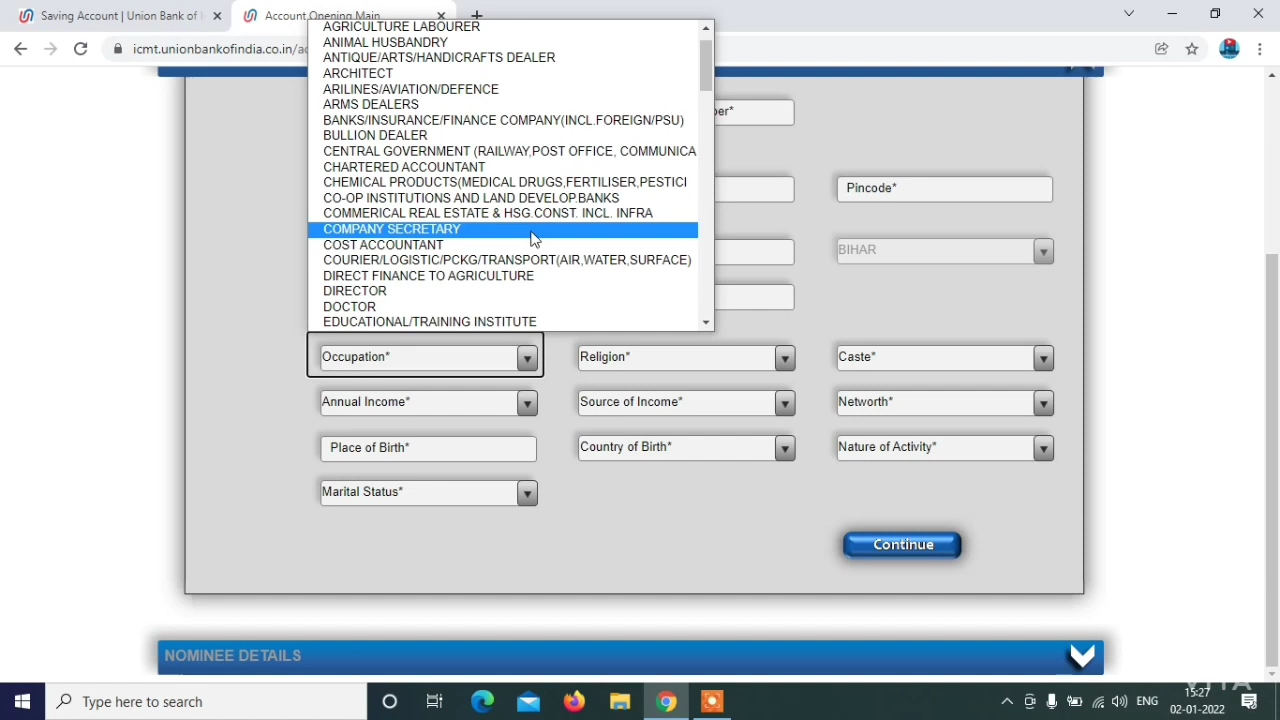 Saving Account | Union Bank of
Account Opening Main
icmt.unionbankofindia.co.in/ac
AGRICULTURE LABOURER
ANIMAL HUSBANDRY
ANTIQUE/ARTS/HANDICRAFTS DEALER
ARCHITECT
ARILINES/AVIATION/DEFENCE
ARMS DEALERS
BANKS/INSURANCE/FINANCE COMPANY(INCL.FOREIGN/PSU)
BULLION DEALER
CENTRAL GOVERNMENT (RAILWAY,POST OFFICE, COMMUNICA
CHARTERED ACCOUNTANT
CHEMICAL PRODUCTS(MEDICAL DRUGS,FERTILISER,PESTICI
CO-OP INSTITUTIONS AND LAND DEVELOP.BANKS
COMMERICAL REAL ESTATE & HSG.CONST. INCL. INFRA
COMPANY SECRETARY
COST ACCOUNTANT
COURIER/LOGISTIC/PCKG/TRANSPORT(AIR,WATER,SURFACE)
DIRECT FINANCE TO AGRICULTURE
DIRECTOR
DOCTOR
EDUCATIONAL/TRAINING INSTITUTE
ber*
Pincode*
BIHAR
Occupation* Religion* Caste*
Annual Income* Source of Income* Networth*
Place of Birth* Country of Birth* Nature of Activity*
Marital Status*
Continue
NOMINEE DETAILS
Type here to search
ENG
15:27
02-01-2022